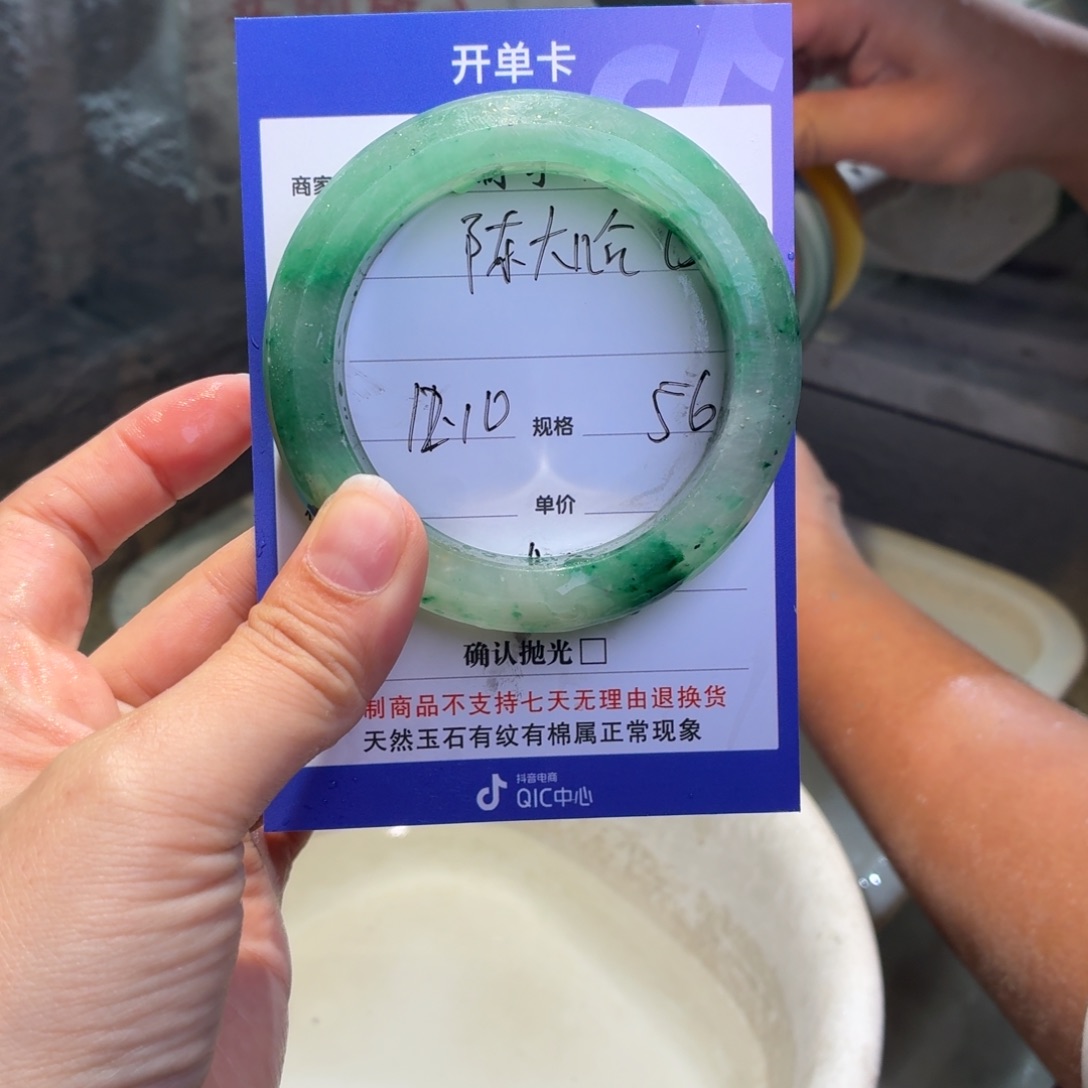 开单卡
商家
陈大哈
12.10 规格 56
单价
确认抛光□
制商品不支持七天无理由退换货
天然玉石有纹有棉属正常现象
抖音电商
QIC中心